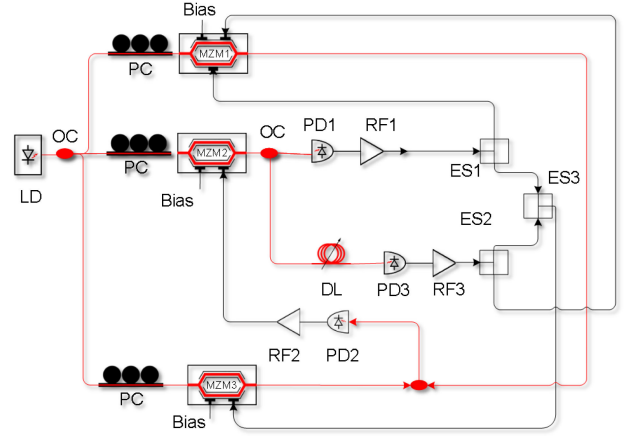 Bias
MZM1
PC
OC
LD
PC
MZM2
OC
PD1
RF1
ES1
ES3
Bias
ES2
DL
PD3
RF3
RF2
PD2
MZM3
PC
Bias